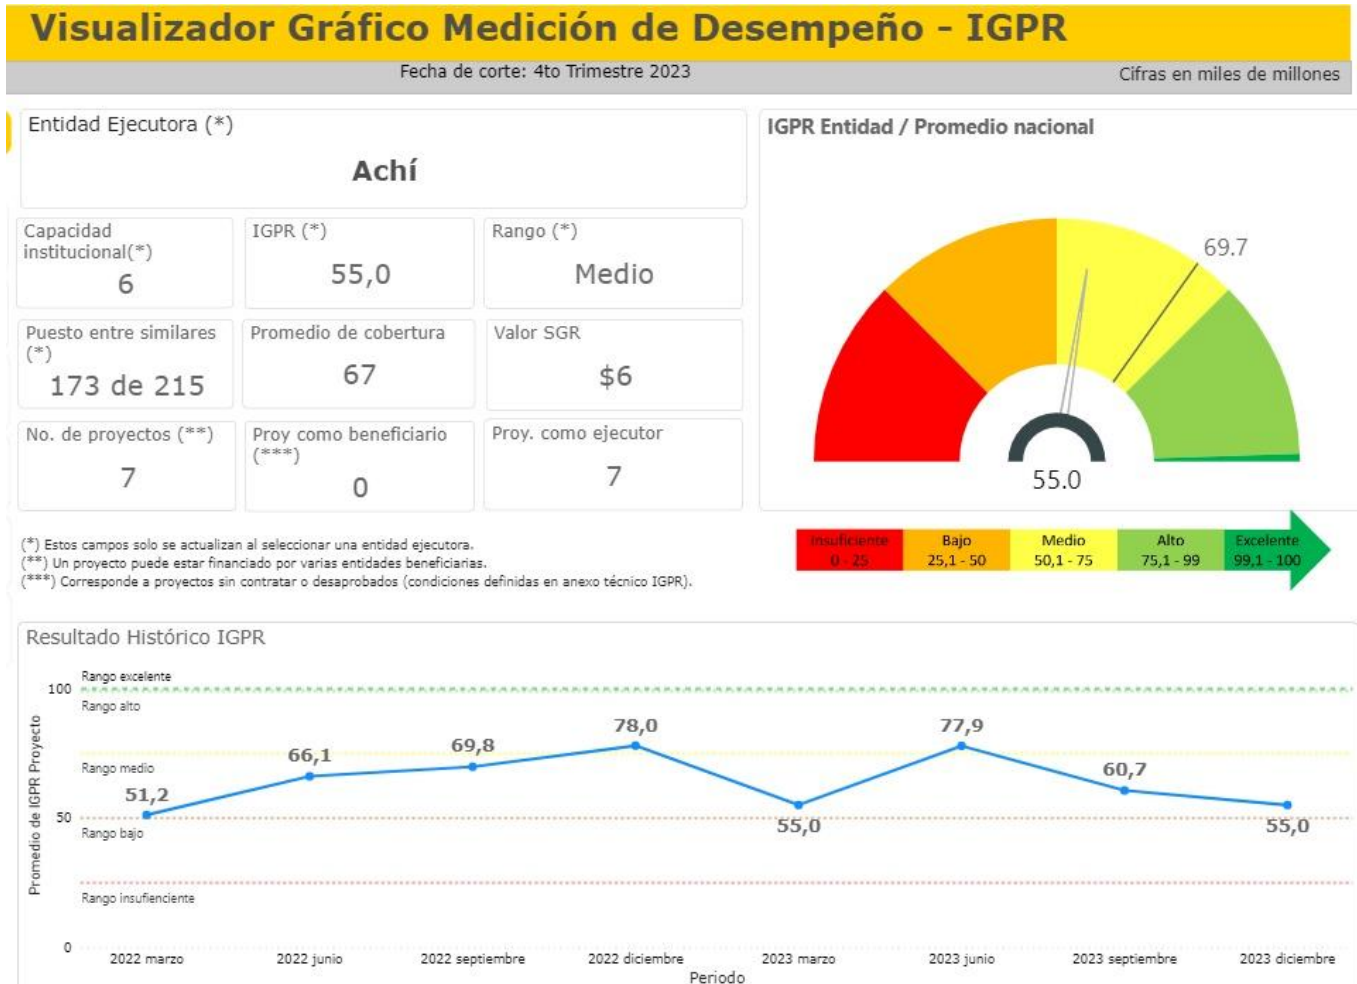 Visualizador Gráfico Medición de Desempeño - IGPR
Fecha de corte: 4to Trimestre 2023
Cifras en miles de millones
Entidad Ejecutora (*)
Achí
Capacidad
institucional(*)
6
IGPR (*)
55,0
Rango (*)
Medio
Puesto entre similares
(*)
173 de 215
Promedio de cobertura
67
Valor SGR
$6
No. de proyectos (**)
7
Proy como beneficiario
(***)
0
Proy. como ejecutor
7
IGPR Entidad / Promedio nacional
69.7
55.0
Insuficiente
0 - 25
Bajo
25,1 - 50
Medio
50,1 - 75
Alto
75,1 - 99
Excelente
99,1 - 100
(*) Estos campos solo se actualizan al seleccionar una entidad ejecutora.
(**) Un proyecto puede estar financiado por varias entidades beneficiarias.
(***) Corresponde a proyectos sin contratar o desaprobados (condiciones definidas en anexo técnico IGPR).
Resultado Histórico IGPR
Promedio de IGPR Proyecto
Rango excelente
100
Rango alto
Rango medio
50
Rango bajo
Rango insufienciente
0
51,2
66,1
69,8
78,0
55,0
77,9
60,7
55,0
2022 marzo
2022 junio
2022 septiembre
2022 diciembre
2023 marzo
2023 junio
2023 septiembre
2023 diciembre
Periodo